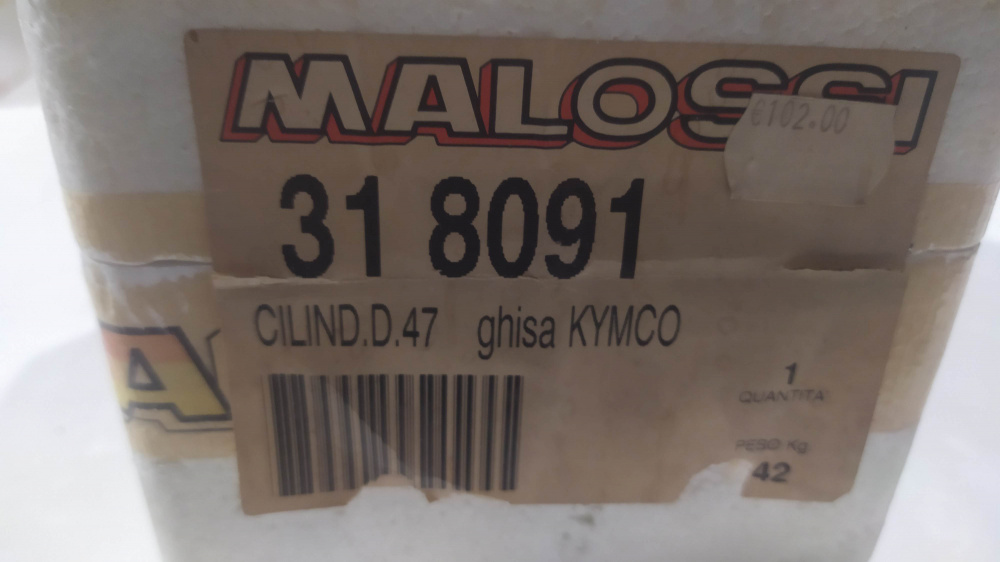 MALOSSI
€102.00
31 8091
CILIND.D.47 ghisa KYMCO
1
QUANTITA'
PESO Kg
42